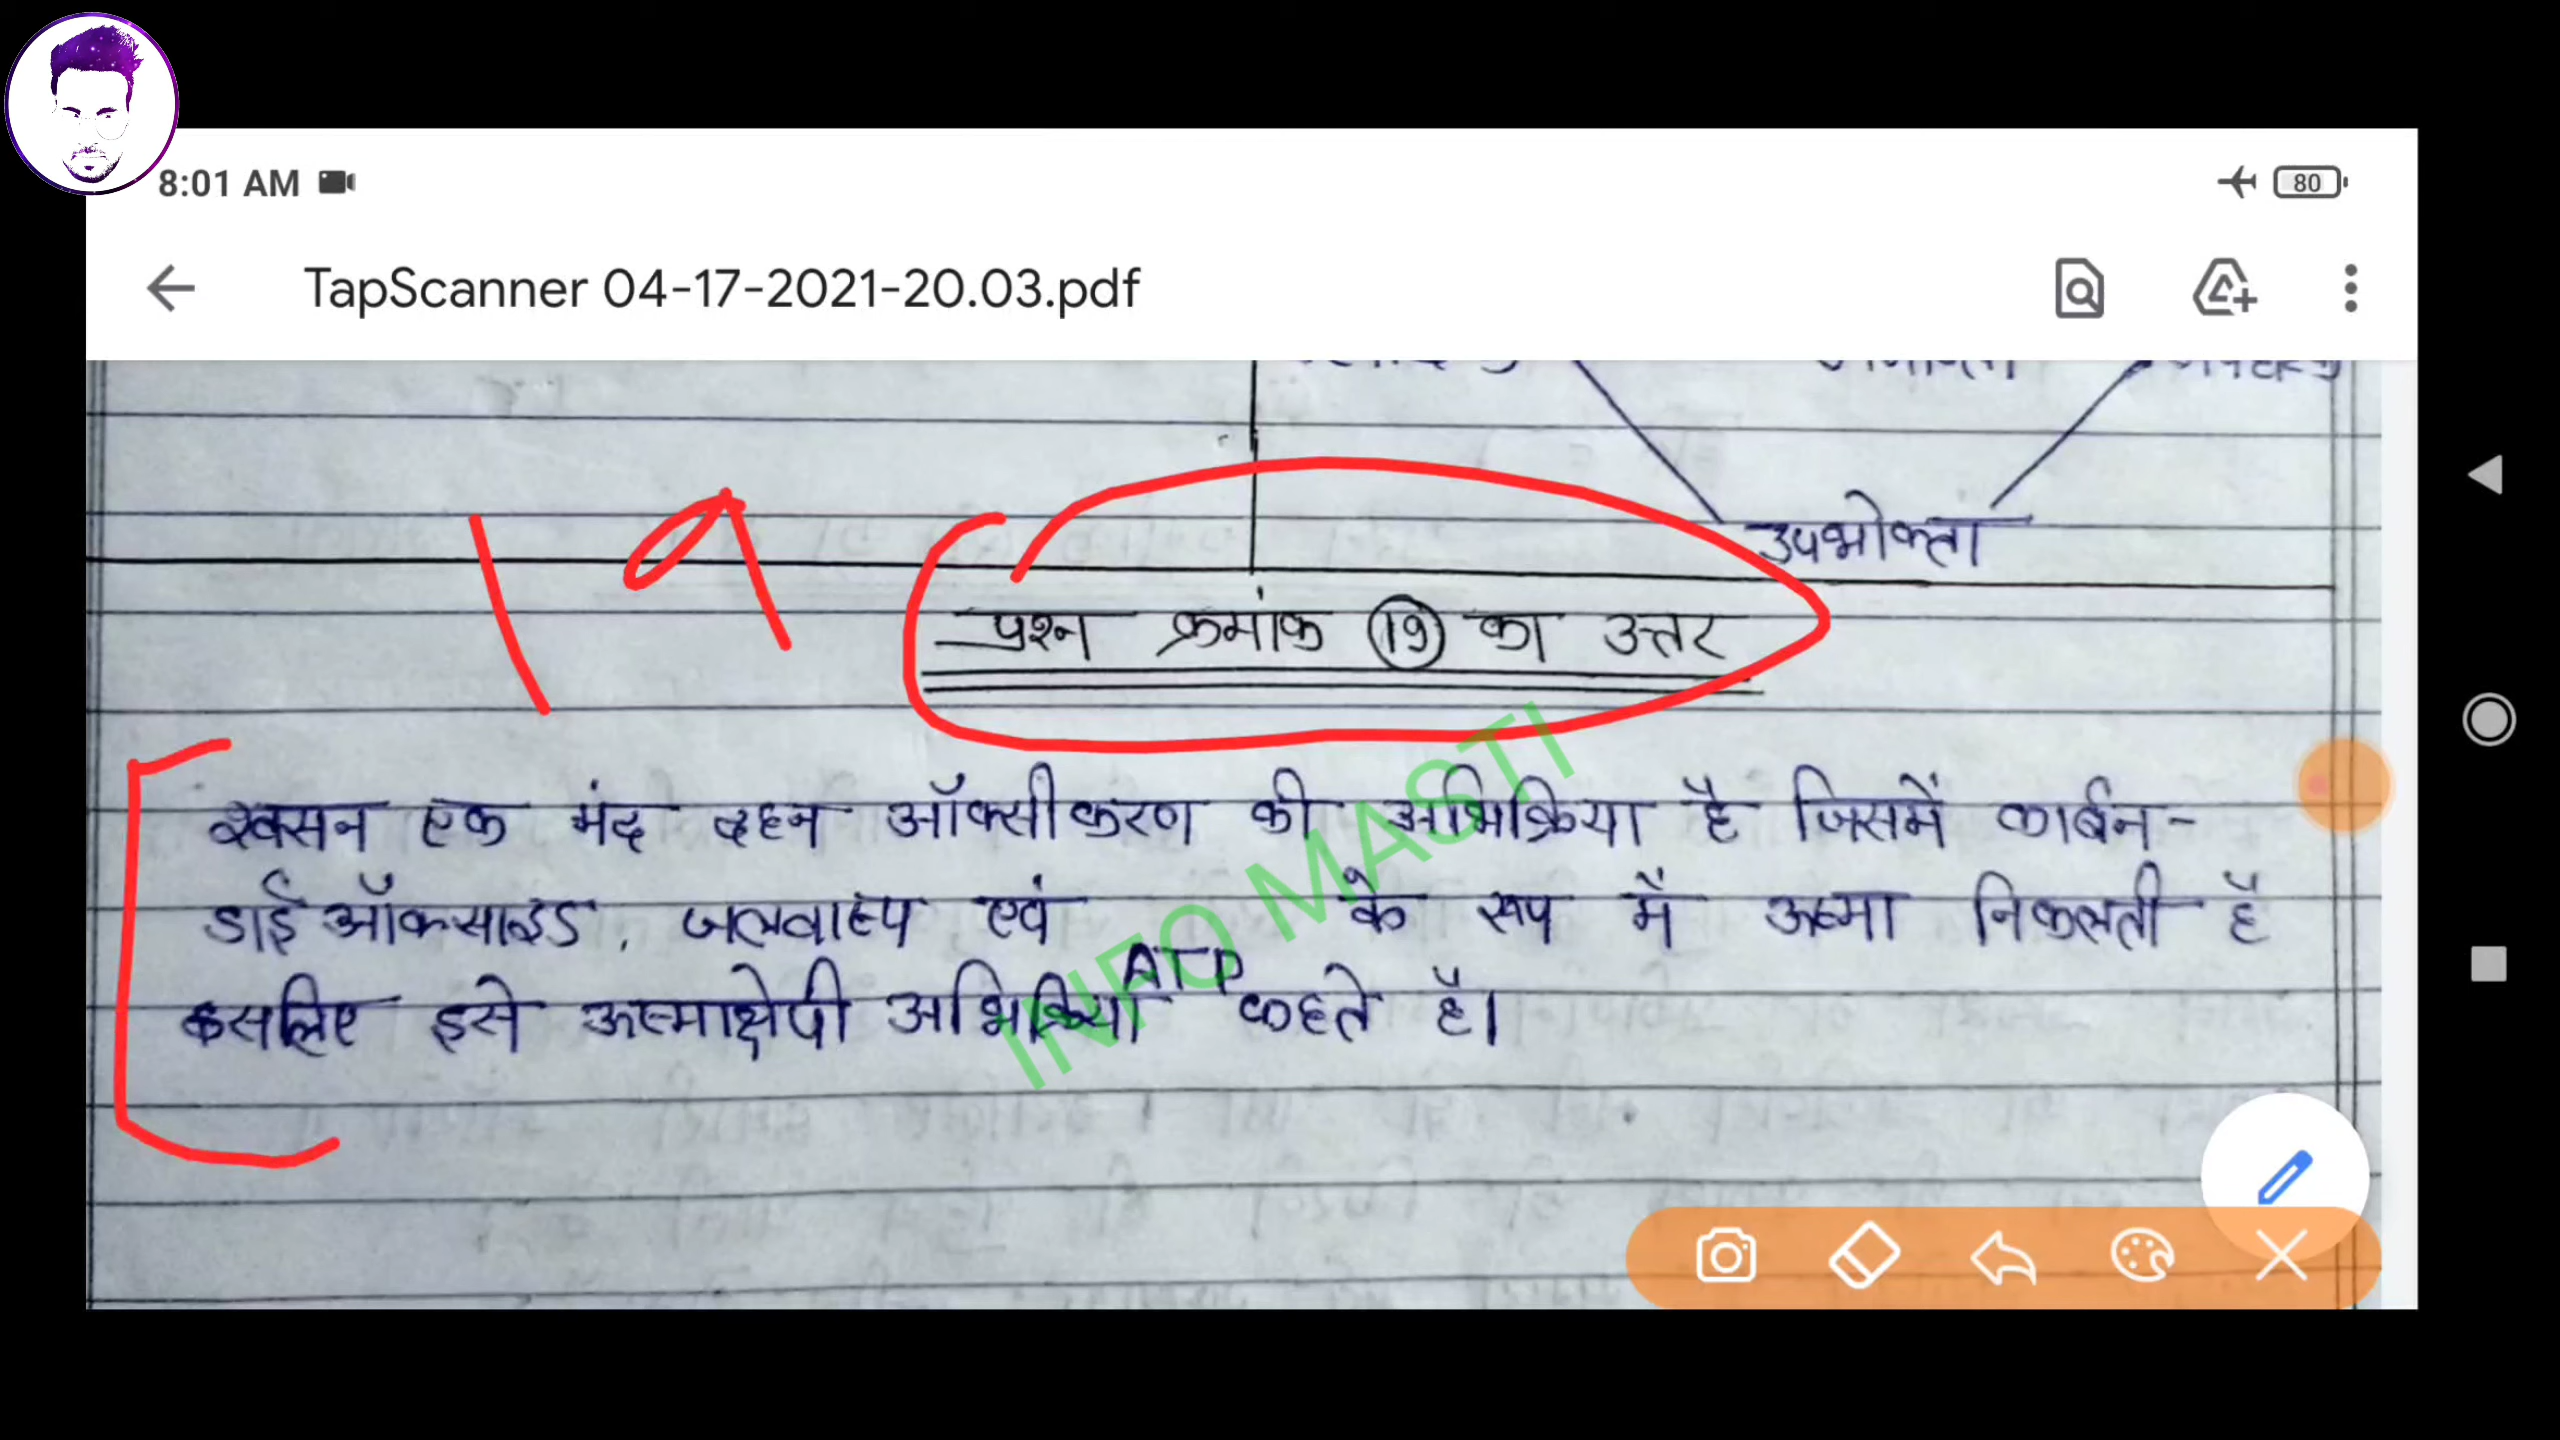 8:01 AM
80
TapScanner 04-17-2021-20.03.pdf
उपभोक्ता
19
प्रश्न क्रमांक 19 का उत्तर
श्वसन एक मंद दहन ऑक्सीकरण की अभिक्रिया है जिसमें कार्बन-
डाई ऑक्साइड, जलवाष्प एवं ATP के रूप में ऊष्मा निकलती है
इसलिए इसे ऊष्माक्षेपी अभिक्रिया कहते है।
INFO MASTI